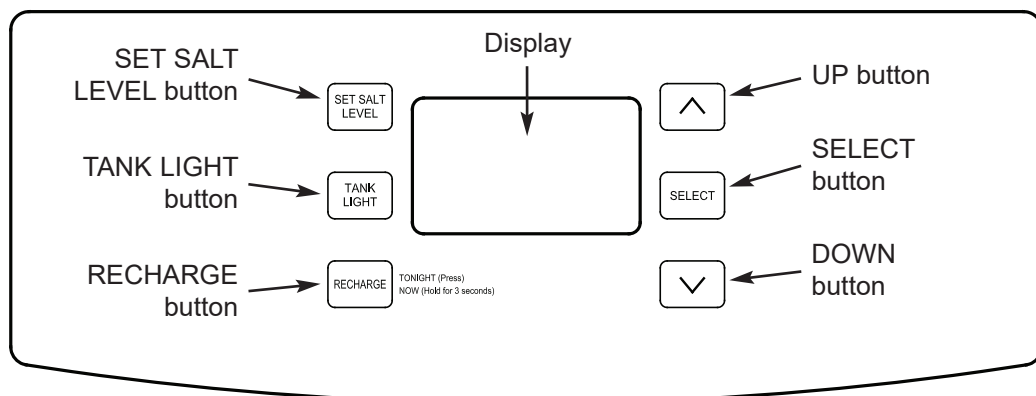 Display
SET SALT
LEVEL button
SET SALT
LEVEL
UP button
TANK LIGHT
button
TANK
LIGHT
SELECT
SELECT
button
RECHARGE
button
RECHARGE
TONIGHT (Press)
NOW (Hold for 3 seconds)
DOWN
button